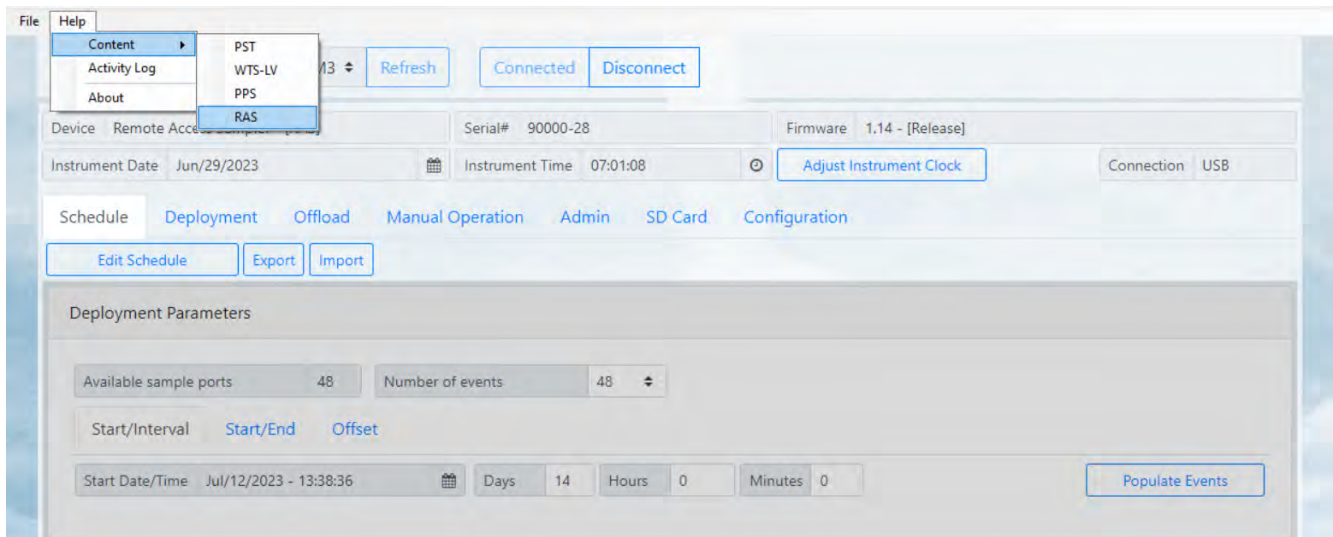 File Help
Content PST
Activity Log WTS-LV
About PPS
RAS
M3 Refresh Connected Disconnect
Device Remote Access Serial# 90000-28 Firmware 1.14 - [Release]
Instrument Date Jun/29/2023 Instrument Time 07:01:08 Adjust Instrument Clock Connection USB
Schedule Deployment Offload Manual Operation Admin SD Card Configuration
Edit Schedule Export Import
Deployment Parameters
Available sample ports 48 Number of events 48
Start/Interval Start/End Offset
Start Date/Time Jul/12/2023 - 13:38:36 Days 14 Hours 0 Minutes 0 Populate Events